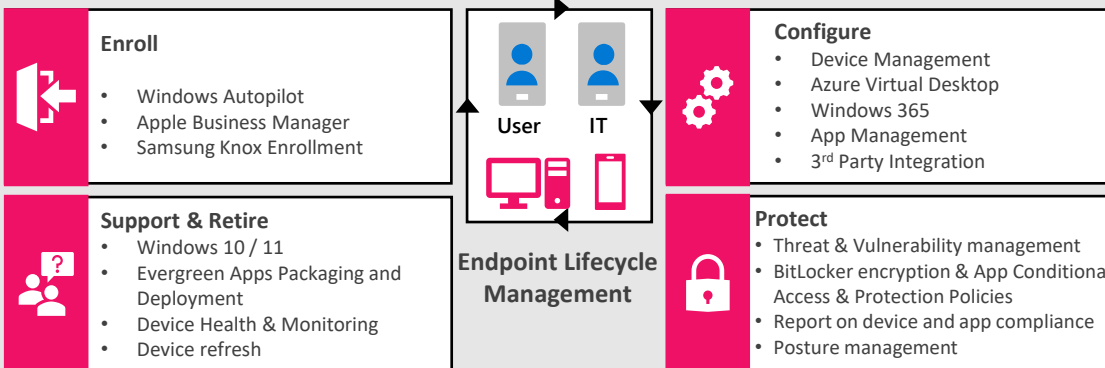 Enroll
• Windows Autopilot
• Apple Business Manager
• Samsung Knox Enrollment
User IT
Configure
• Device Management
• Azure Virtual Desktop
• Windows 365
• App Management
• 3rd Party Integration
Support & Retire
• Windows 10 / 11
• Evergreen Apps Packaging and
Deployment
• Device Health & Monitoring
• Device refresh
?
Endpoint Lifecycle
Management
Protect
• Threat & Vulnerability management
• BitLocker encryption & App Conditiona
Access & Protection Policies
• Report on device and app compliance
• Posture management